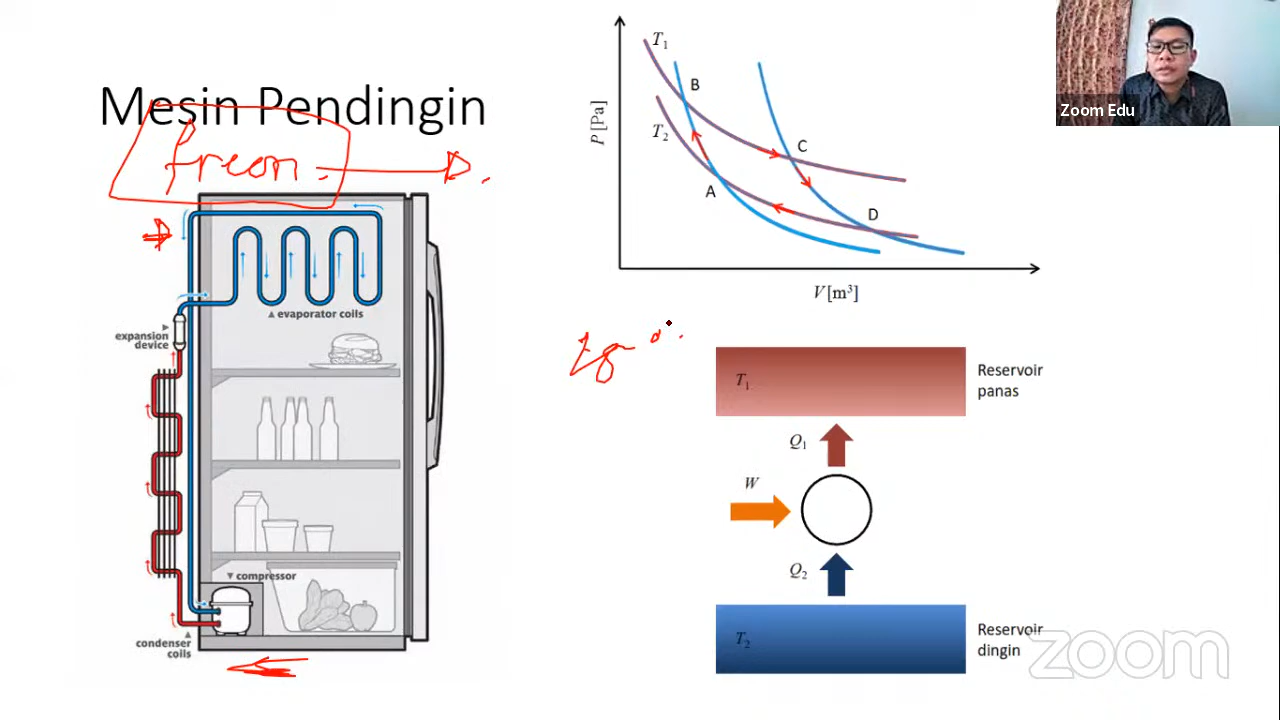 Mesin Pendingin
freon
expansion
device
▲ evaporator coils
▼ compressor
condenser
coils
P [Pa]
T₁
T₂
B
C
A
D
V [m³]
T₁
Reservoir
panas
Q₁
W
Q₂
T₂
Reservoir
dingin
Zoom Edu
zoom